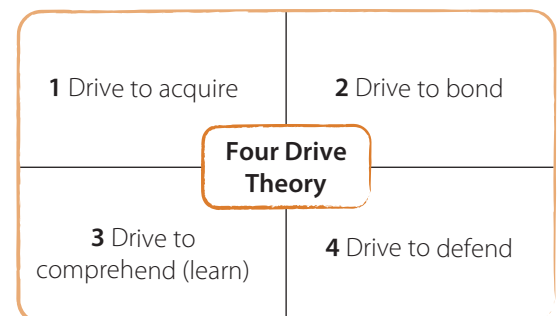 1 Drive to acquire
2 Drive to bond
Four Drive
Theory
3 Drive to
comprehend (learn)
4 Drive to defend